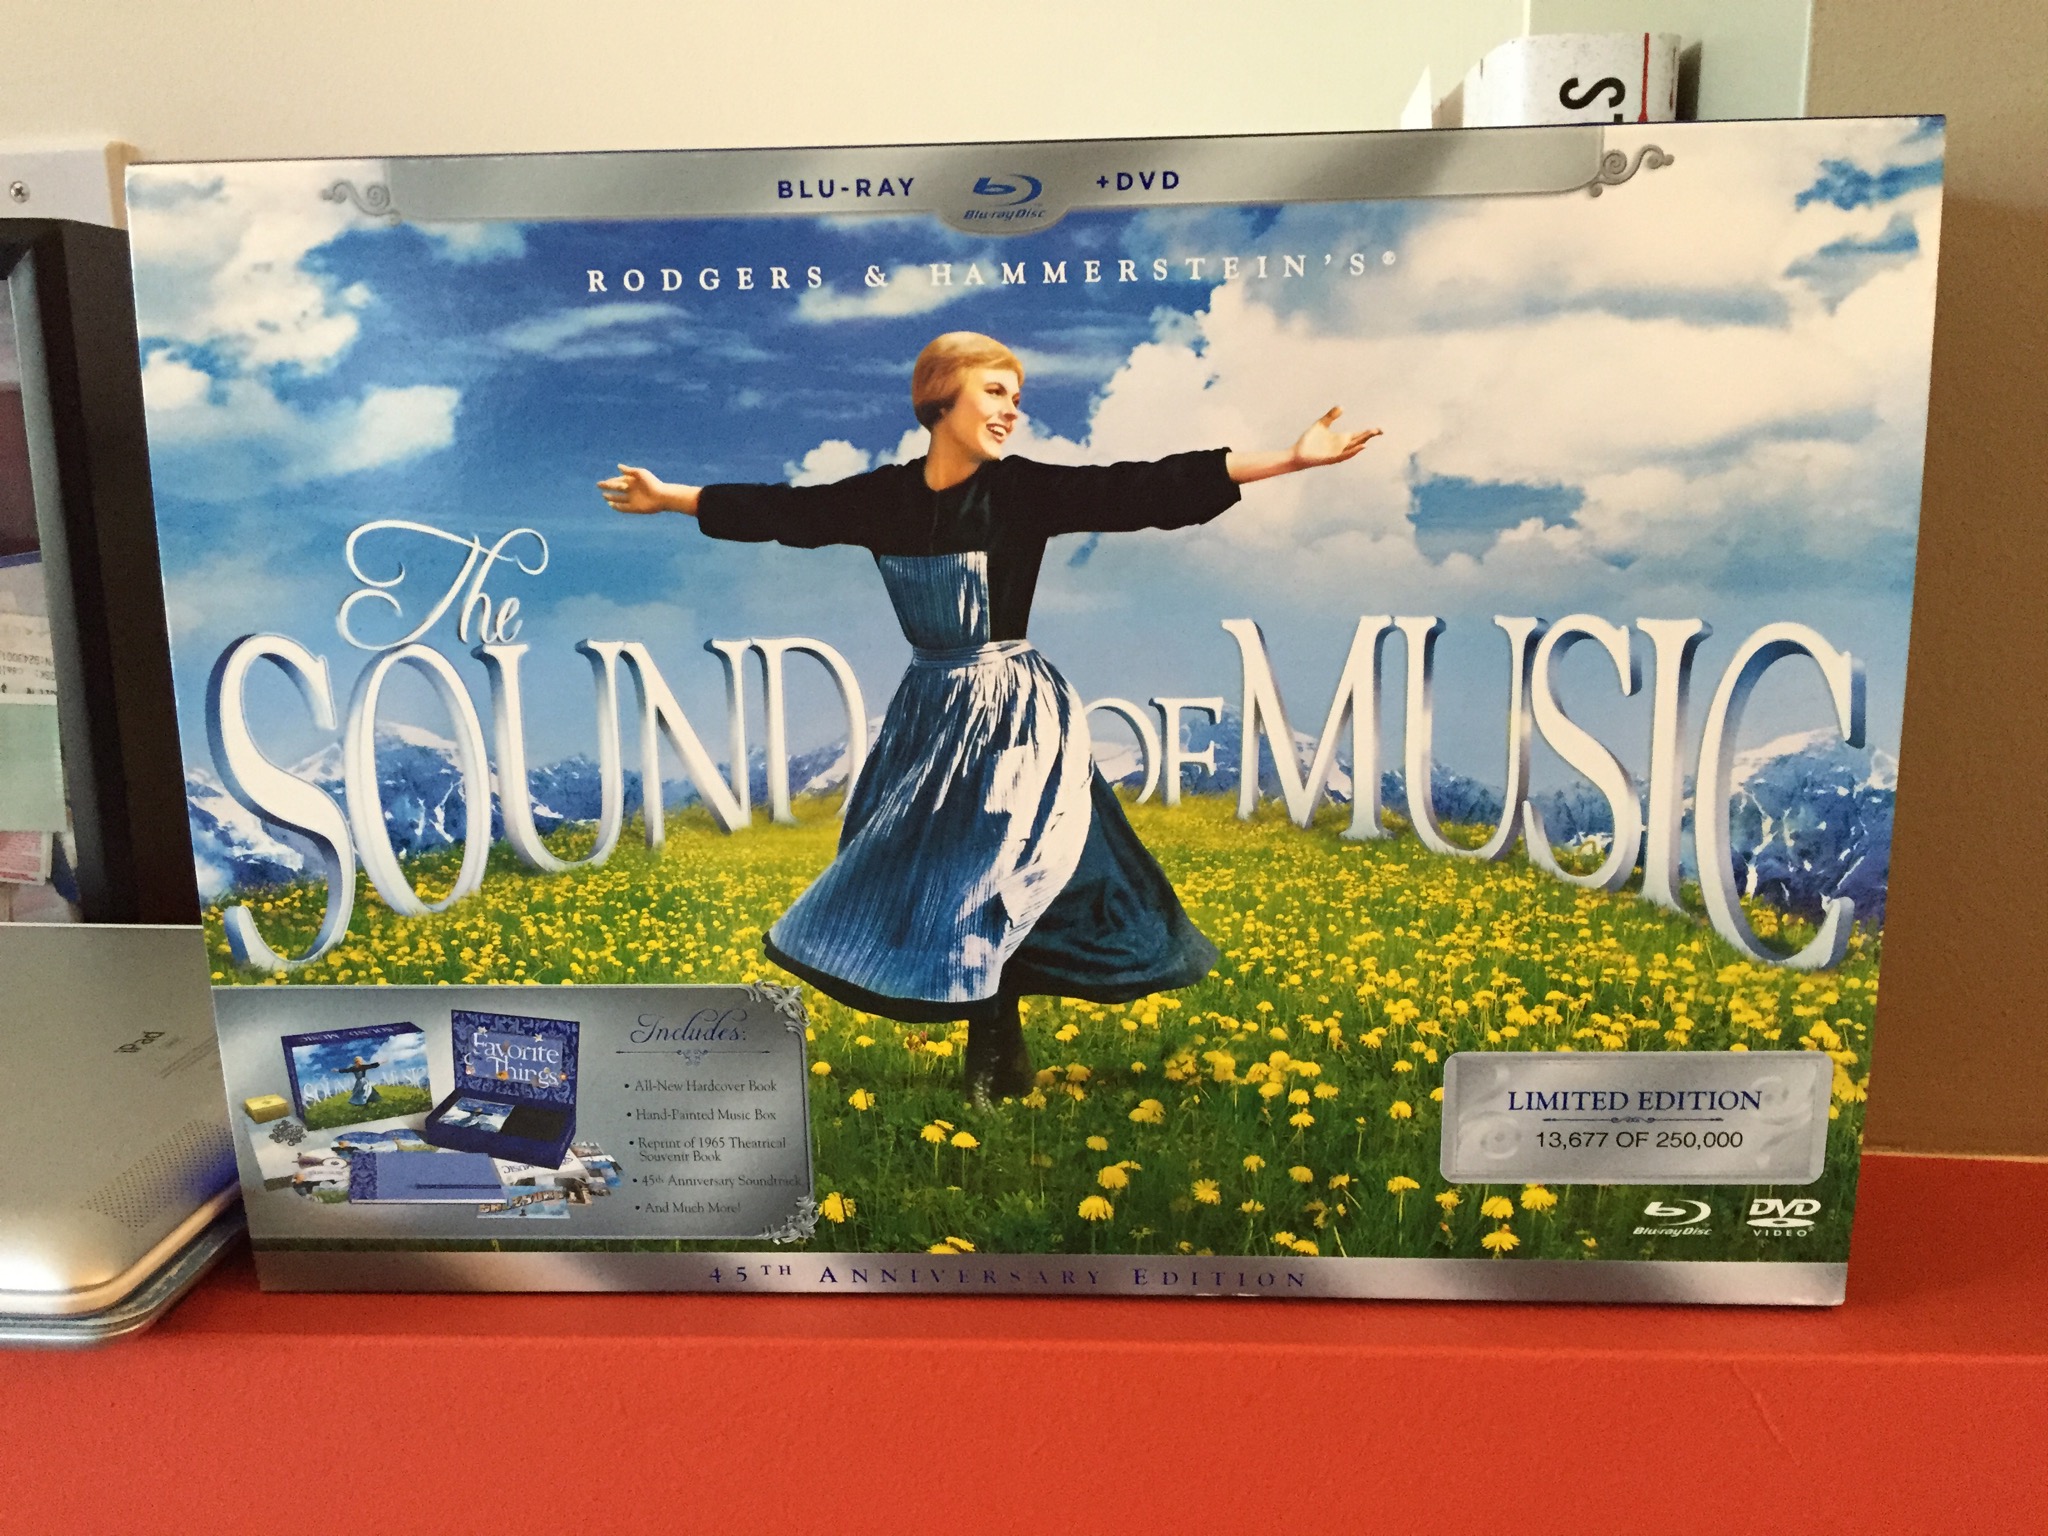 BLU-RAY Blu-ray Disc +DVD
RODGERS & HAMMERSTEIN'S®
The
SOUND OF MUSIC
Favorite
Things
Includes:
• All-New Hardcover Book
• Hand-Painted Music Box
• Reprint of 1965 Theatrical
Souvenir Book
• 45th Anniversary Soundtrack
• And Much More!
LIMITED EDITION
13,677 OF 250,000
Blu-ray Disc
DVD
VIDEO
45TH ANNIVERSARY EDITION
iPad